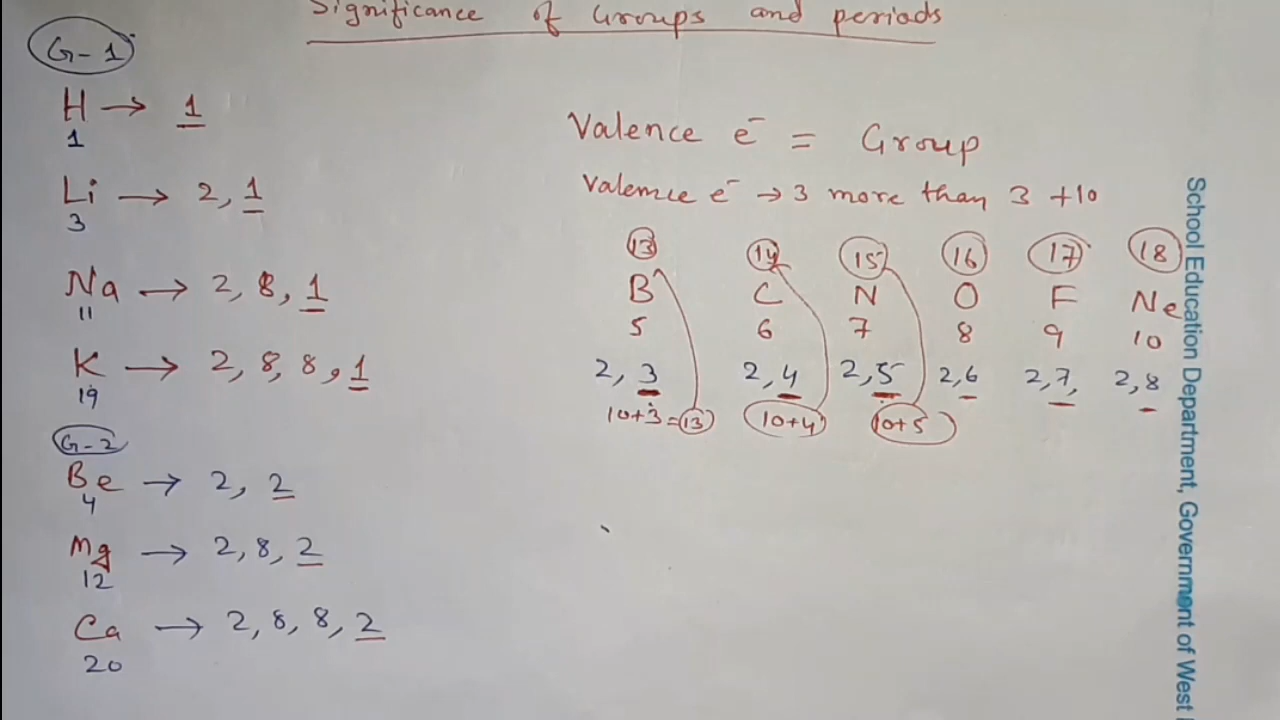 Significance of Groups and periods
G-1
H → 1
1
Li → 2, 1
3
Na → 2, 8, 1
11
K → 2, 8, 8, 1
19
G-2
Be → 2, 2
4
Mg → 2, 8, 2
12
Ca → 2, 8, 8, 2
20
Valence e⁻ = Group
Valence e⁻ → 3 more than 3 +10
13 14 15 16 17 18
B C N O F Ne
5 6 7 8 9 10
2, 3 2, 4 2, 5 2, 6 2, 7, 2, 8
10+3=13 10+4 10+5
School Education Department, Government of West